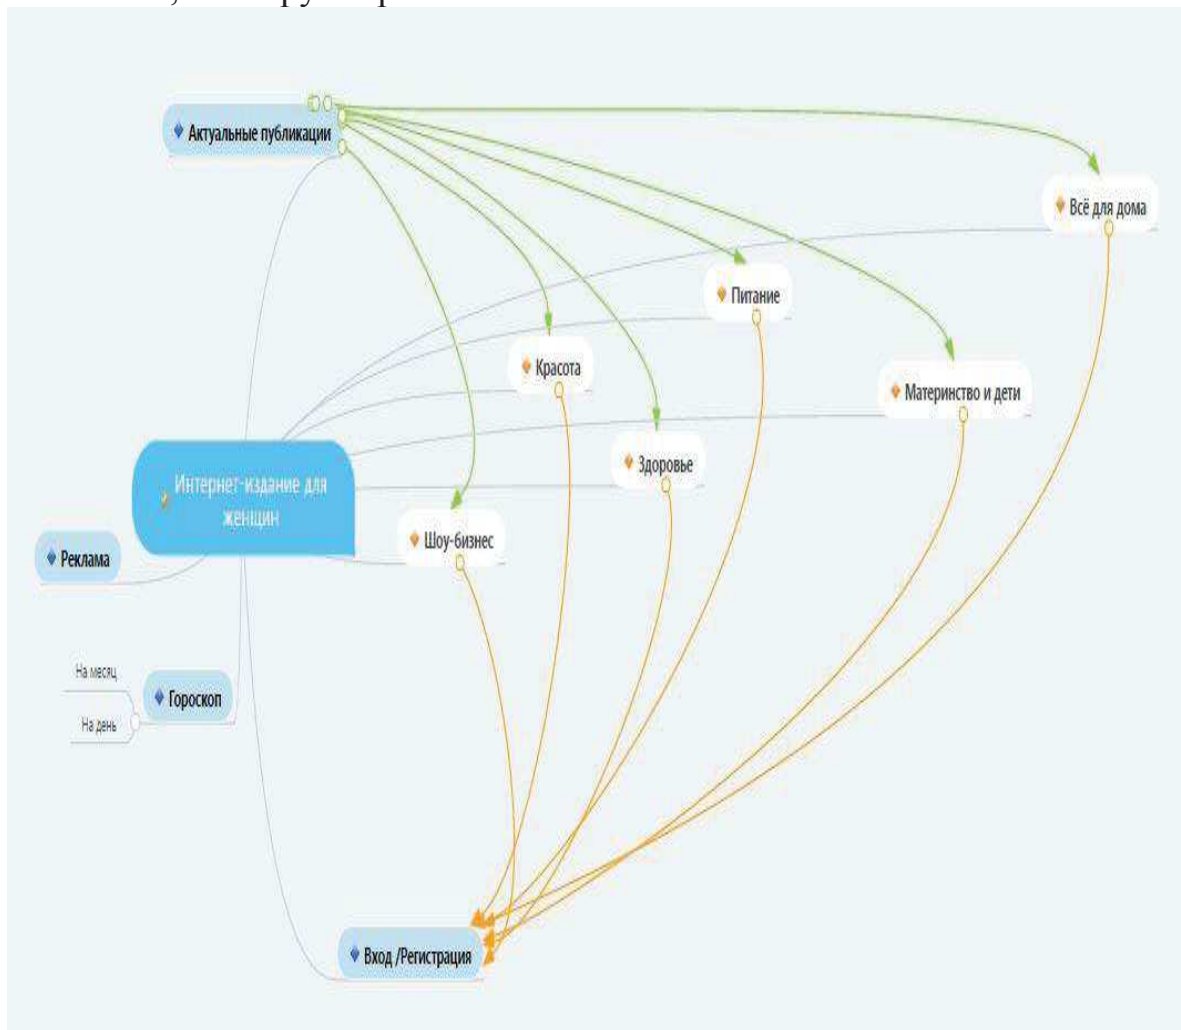 Актуальные публикации
Всё для дома
Питание
Красота
Материнство и дети
Здоровье
Интернет-издание для
женщин
Шоу-бизнес
Реклама
На месяц
Гороскоп
На день
Вход /Регистрация